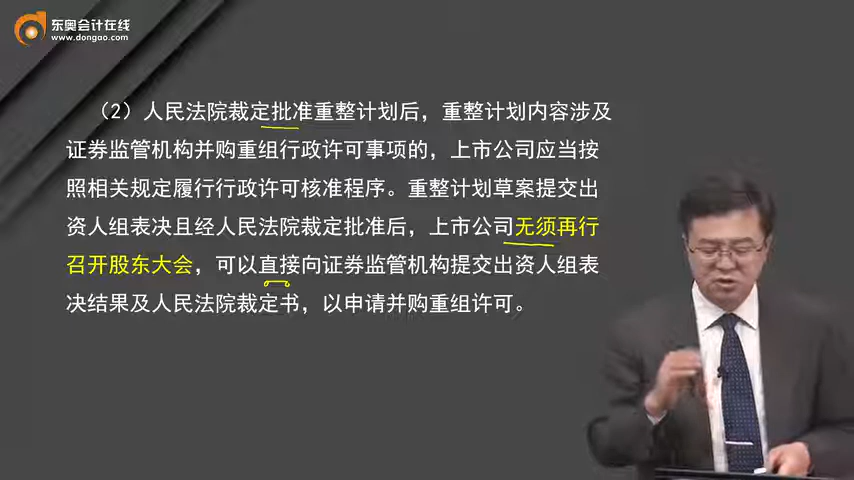 东奥会计在线
www.dongao.com
（2）人民法院裁定批准重整计划后，重整计划内容涉及
证券监管机构并购重组行政许可事项的，上市公司应当按
照相关规定履行行政许可核准程序。重整计划草案提交出
资人组表决且经人民法院裁定批准后，上市公司无须再行
召开股东大会，可以直接向证券监管机构提交出资人组表
决结果及人民法院裁定书，以申请并购重组许可。